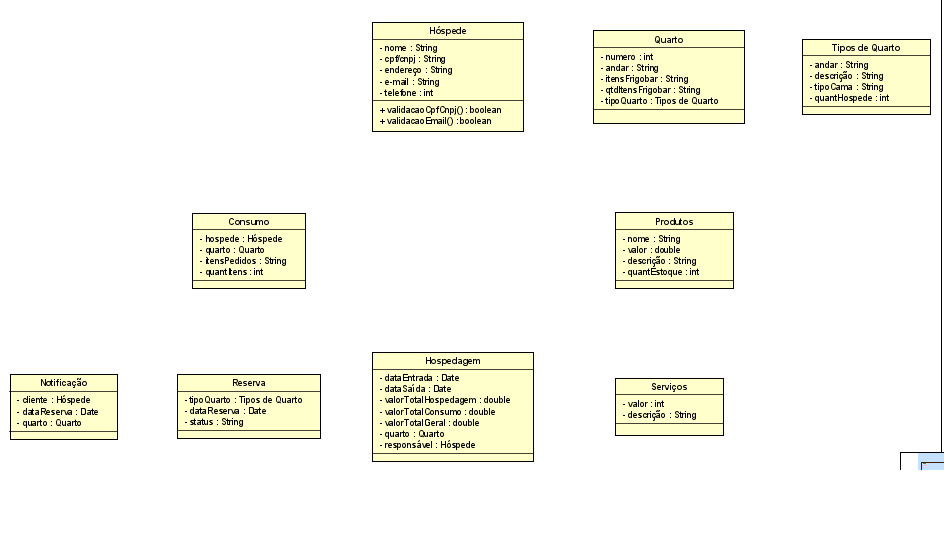 Hóspede
- nome : String
- cpf/cnpj : String
- endereço : String
- e-mail : String
- telefone : int
+ validacaoCpfCnpj() : boolean
+ validacaoEmail() : boolean
Quarto
- numero : int
- andar : String
- itensFrigobar : String
- qtdItensFrigobar : String
- tipoQuarto : Tipos de Quarto
Tipos de Quarto
- andar : String
- descrição : String
- tipoCama : String
- quantHospede : int
Consumo
- hospede : Hóspede
- quarto : Quarto
- itensPedidos : String
- quantItens : int
Produtos
- nome : String
- valor : double
- descrição : String
- quantEstoque : int
Notificação
- cliente : Hóspede
- dataReserva : Date
- quarto : Quarto
Reserva
- tipoQuarto : Tipos de Quarto
- dataReserva : Date
- status : String
Hospedagem
- dataEntrada : Date
- dataSaída : Date
- valorTotalHospedagem : double
- valorTotalConsumo : double
- valorTotalGeral : double
- quarto : Quarto
- responsável : Hóspede
Serviços
- valor : int
- descrição : String